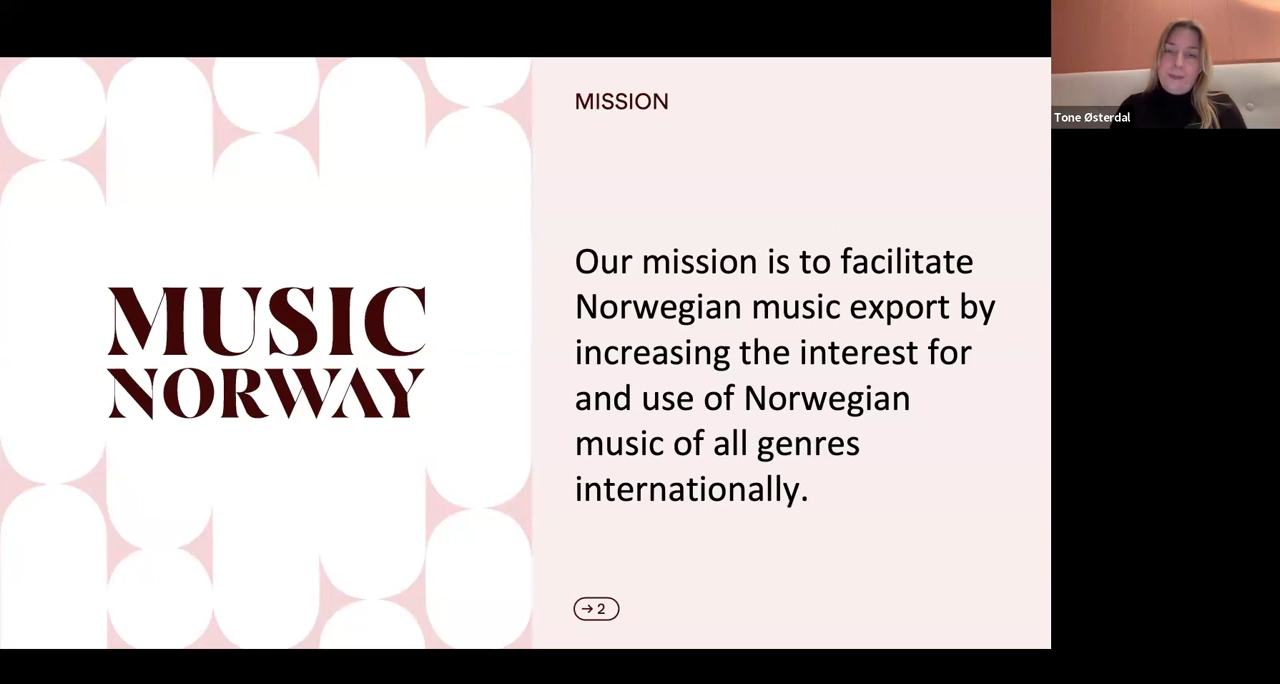 MISSION
MUSIC
NORWAY
Our mission is to facilitate
Norwegian music export by
increasing the interest for
and use of Norwegian
music of all genres
internationally.
→ 2
Tone Østerdal